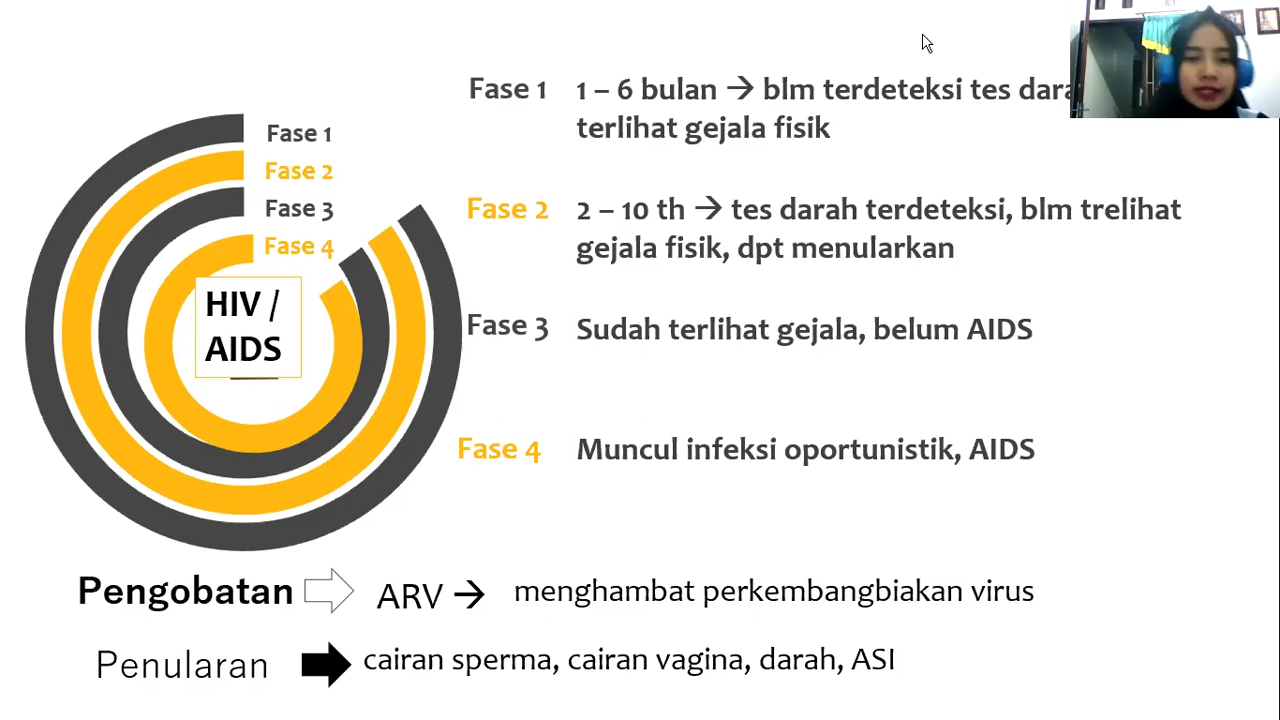 Fase 1
Fase 2
Fase 3
Fase 4
HIV /
AIDS
Fase 1 1 – 6 bulan → blm terdeteksi tes
terlihat gejala fisik
Fase 2 2 – 10 th → tes darah terdeteksi, blm trelihat
gejala fisik, dpt menularkan
Fase 3 Sudah terlihat gejala, belum AIDS
Fase 4 Muncul infeksi oportunistik, AIDS
Pengobatan ARV → menghambat perkembangbiakan virus
Penularan cairan sperma, cairan vagina, darah, ASI